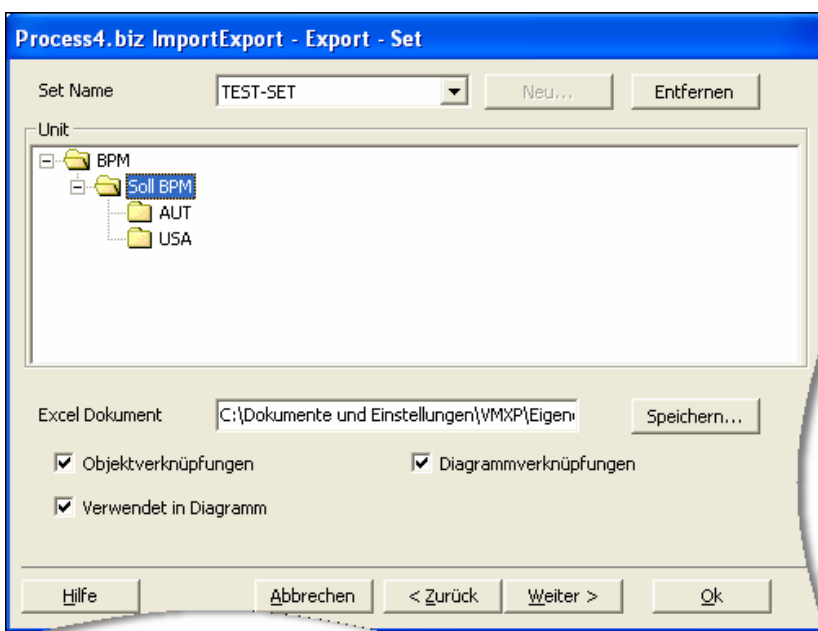 Process4.biz ImportExport - Export - Set
Set Name TEST-SET Neu... Entfernen
Unit
BPM
Soll BPM
AUT
USA
Excel Dokument C:\Dokumente und Einstellungen\VMXP\Eigen Speichern...
Objektverknüpfungen Diagrammverknüpfungen
Verwendet in Diagramm
Hilfe Abbrechen < Zurück Weiter > Ok